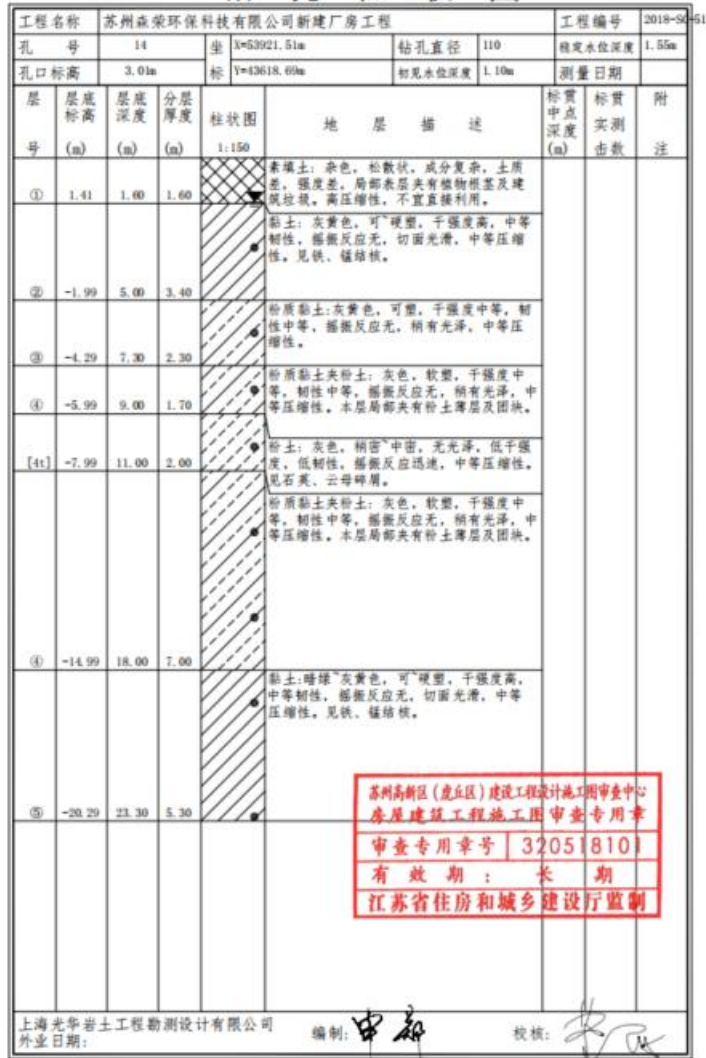 工程名称 苏州森荣环保科技有限公司新建厂房工程 工程编号 2018-SC-51
孔 号 14 坐 X=53921.51m 钻孔直径 110 稳定水位深度 1.55m
孔口标高 3.01m 标 Y=43618.69m 初见水位深度 1.10m 测量日期
层 层底 层底 分层 柱状图 地 层 描 述 标贯 标贯 附
标高 深度 厚度 中点 实测
深度
号 (m) (m) (m) 1:150 (m) 击数 注
素填土: 杂色, 松散状, 成分复杂, 土质
差, 强度差, 局部表层夹有植物根茎及建
筑垃圾。高压缩性, 不宜直接利用。
① 1.41 1.60 1.60
黏土: 灰黄色, 可~硬塑, 干强度高, 中等
韧性, 摇振反应无, 切面光滑, 中等压缩
性。见铁、锰结核。
② -1.99 5.00 3.40
粉质黏土:灰黄色, 可塑, 干强度中等, 韧
性中等, 摇振反应无, 稍有光泽, 中等压
缩性。
③ -4.29 7.30 2.30
粉质黏土夹粉土: 灰色, 软塑, 干强度中
等, 韧性中等, 摇振反应无, 稍有光泽, 中
等压缩性。本层局部夹有粉土薄层及团块。
④ -5.99 9.00 1.70
粉土: 灰色, 稍密~中密, 无光泽, 低干强
度, 低韧性, 摇振反应迅速, 中等压缩性。
见石英、云母碎屑。
[4t] -7.99 11.00 2.00
粉质黏土夹粉土: 灰色, 软塑, 干强度中
等, 韧性中等, 摇振反应无, 稍有光泽, 中
等压缩性。本层局部夹有粉土薄层及团块。
④ -14.99 18.00 7.00
黏土:暗绿~灰黄色, 可~硬塑, 干强度高,
中等韧性, 摇振反应无, 切面光滑, 中等
压缩性。见铁、锰结核。
⑤ -20.29 23.30 5.30
苏州高新区(虎丘区)建设工程设计施工图审查中心
房屋建筑工程施工图审查专用章
审查专用章号 320518101
有效期: 长期
江苏省住房和城乡建设厅监制
上海光华岩土工程勘测设计有限公司
外业日期: 编制: 校核: